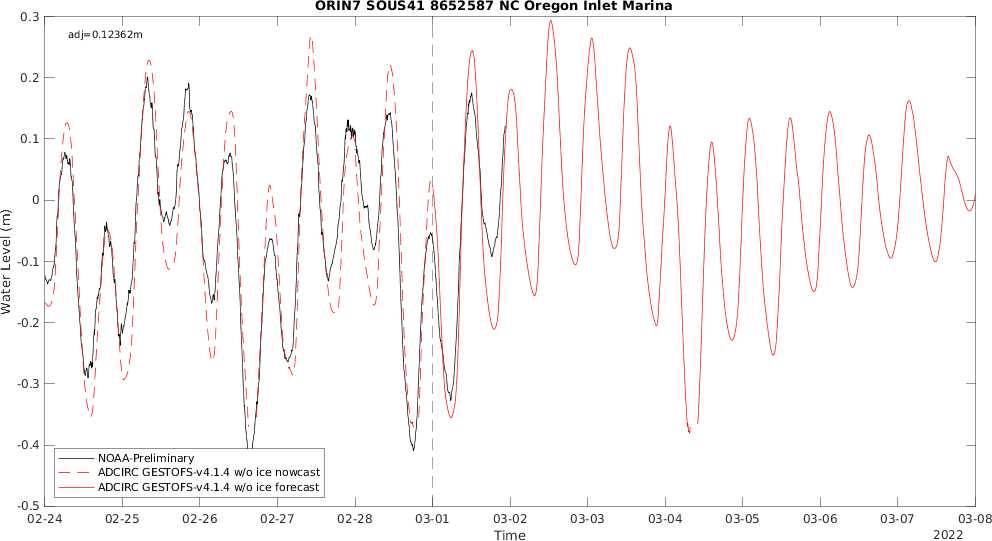 ORIN7 SOUS41 8652587 NC Oregon Inlet Marina
adj=0.12362m
0.3
0.2
0.1
0
-0.1
-0.2
-0.3
-0.4
-0.5
Water Level (m)
NOAA-Preliminary
ADCIRC GESTOFS-v4.1.4 w/o ice nowcast
ADCIRC GESTOFS-v4.1.4 w/o ice forecast
02-24 02-25 02-26 02-27 02-28 03-01 03-02 03-03 03-04 03-05 03-06 03-07 03-08
Time
2022